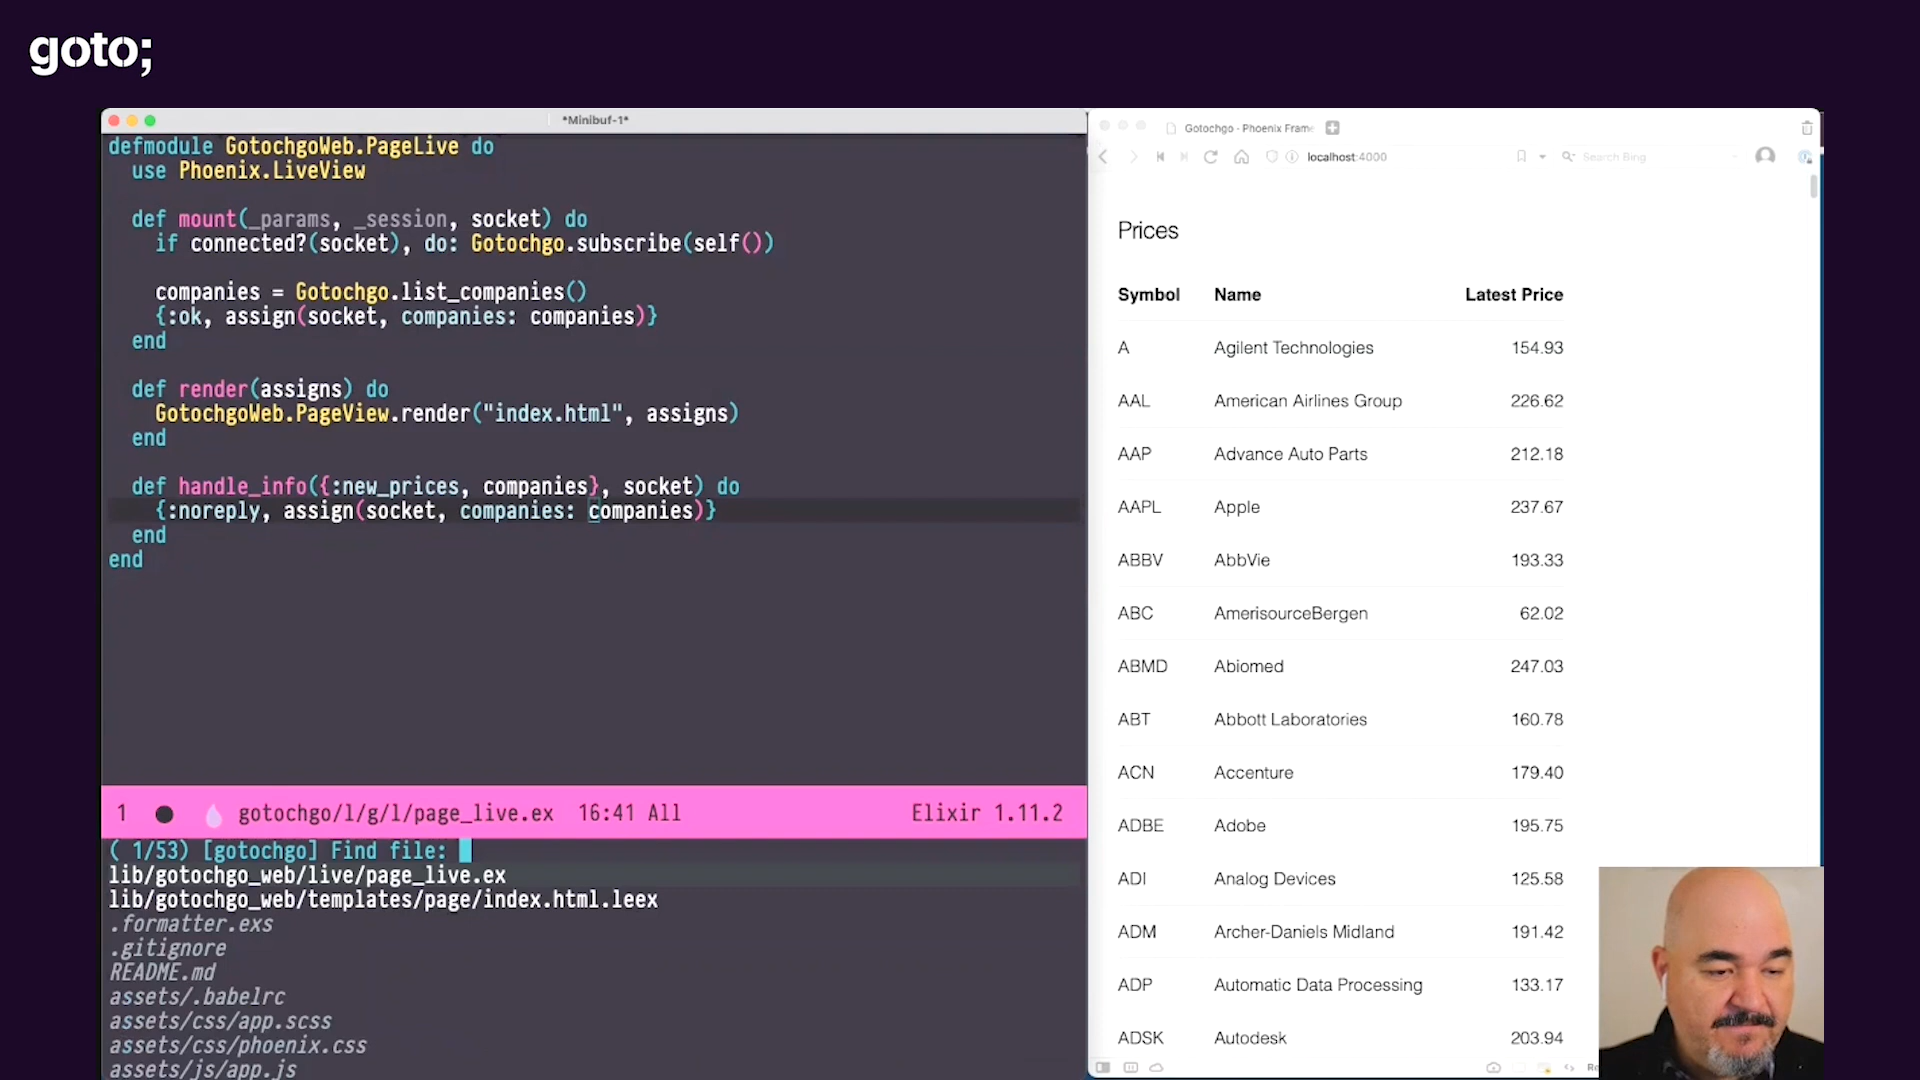 goto;
*Minibuf-1*
defmodule GotochgoWeb.PageLive do
use Phoenix.LiveView
def mount(_params, _session, socket) do
if connected?(socket), do: Gotochgo.subscribe(self())
companies = Gotochgo.list_companies()
{:ok, assign(socket, companies: companies)}
end
def render(assigns) do
GotochgoWeb.PageView.render("index.html", assigns)
end
def handle_info({:new_prices, companies}, socket) do
{:noreply, assign(socket, companies: companies)}
end
end
1 gotochgo/l/g/l/page_live.ex 16:41 All Elixir 1.11.2
( 1/53) [gotochgo] Find file:
lib/gotochgo_web/live/page_live.ex
lib/gotochgo_web/templates/page/index.html.leex
.formatter.exs
.gitignore
README.md
assets/.babelrc
assets/css/app.scss
assets/css/phoenix.css
assets/js/app.js
Gotochgo - Phoenix Frame
localhost:4000
Search Bing
Prices
Symbol Name Latest Price
A Agilent Technologies 154.93
AAL American Airlines Group 226.62
AAP Advance Auto Parts 212.18
AAPL Apple 237.67
ABBV AbbVie 193.33
ABC AmerisourceBergen 62.02
ABMD Abiomed 247.03
ABT Abbott Laboratories 160.78
ACN Accenture 179.40
ADBE Adobe 195.75
ADI Analog Devices 125.58
ADM Archer-Daniels Midland 191.42
ADP Automatic Data Processing 133.17
ADSK Autodesk 203.94